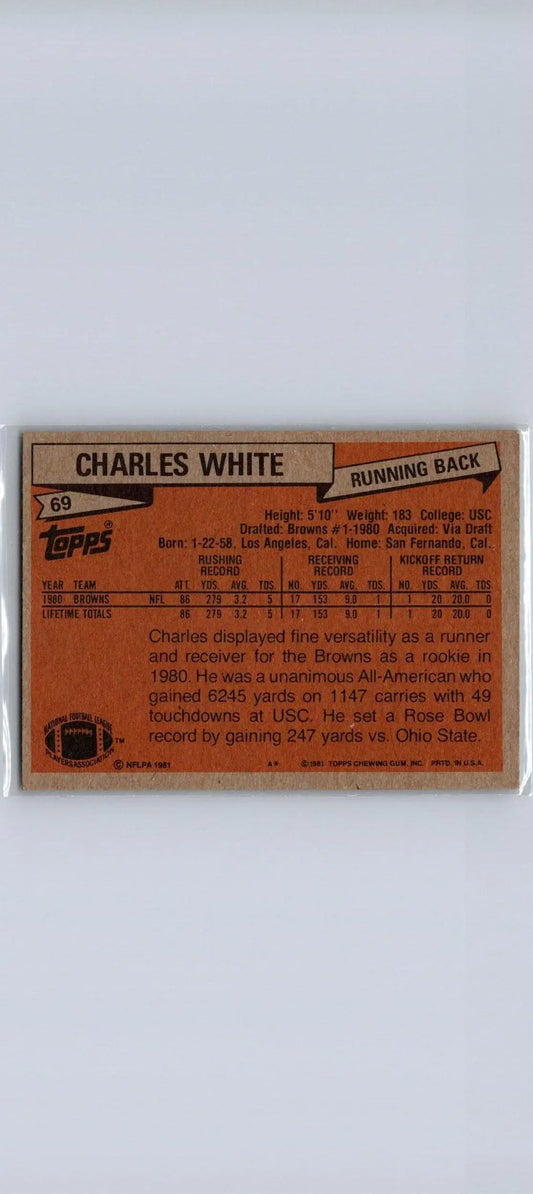 CHARLES WHITE
RUNNING BACK
69
topps®
Height: 5'10'' Weight: 183 College: USC
Drafted: Browns #1-1980 Acquired: Via Draft
Born: 1-22-58, Los Angeles, Cal. Home: San Fernando, Cal.
RUSHING RECORD RECEIVING RECORD KICKOFF RETURN RECORD
YEAR TEAM ATT. YDS. AVG. TDS. NO. YDS. AVG. TDS. NO. YDS. AVG. TDS.
1980 BROWNS NFL 86 279 3.2 5 17 153 9.0 1 1 20 20.0 0
LIFETIME TOTALS 86 279 3.2 5 17 153 9.0 1 1 20 20.0 0
Charles displayed fine versatility as a runner
and receiver for the Browns as a rookie in
1980. He was a unanimous All-American who
gained 6245 yards on 1147 carries with 49
touchdowns at USC. He set a Rose Bowl
record by gaining 247 yards vs. Ohio State.
NATIONAL FOOTBALL LEAGUE
PLAYERS ASSOCIATION
™
© NFLPA 1981 A* ©1981 TOPPS CHEWING GUM, INC. PRTD. IN U.S.A.